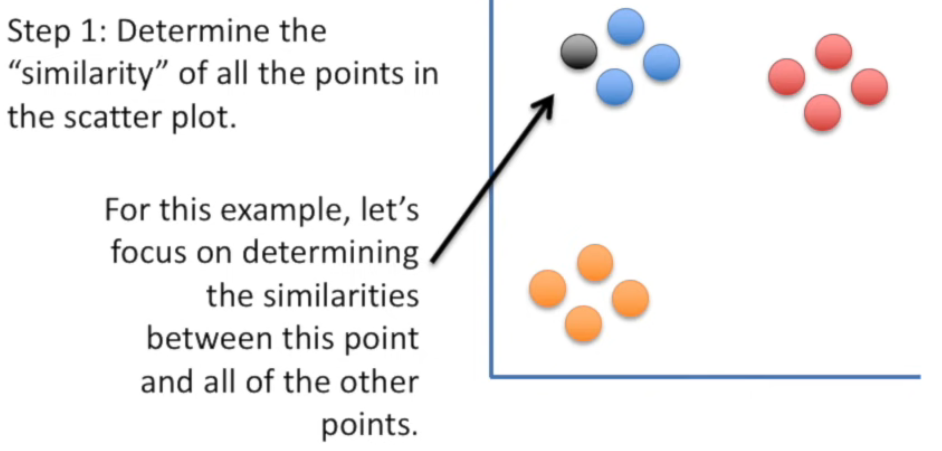 Step 1: Determine the
“similarity” of all the points in
the scatter plot.
For this example, let’s
focus on determining
the similarities
between this point
and all of the other
points.